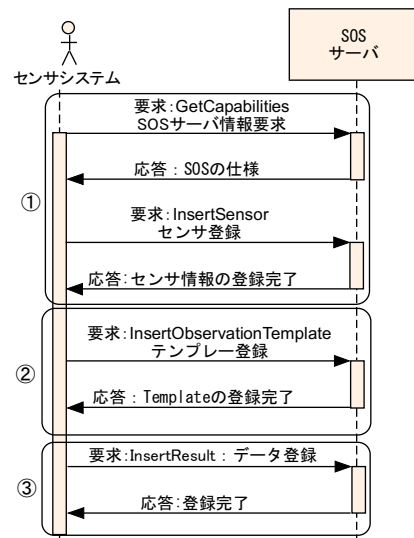 SOS
サーバ
センサシステム
要求:GetCapabilities
SOSサーバ情報要求
応答：SOSの仕様
①
要求:InsertSensor
センサ登録
応答:センサ情報の登録完了
要求:InsertObservationTemplate
テンプレー登録
②
応答：Templateの登録完了
要求:InsertResult：データ登録
③
応答:登録完了